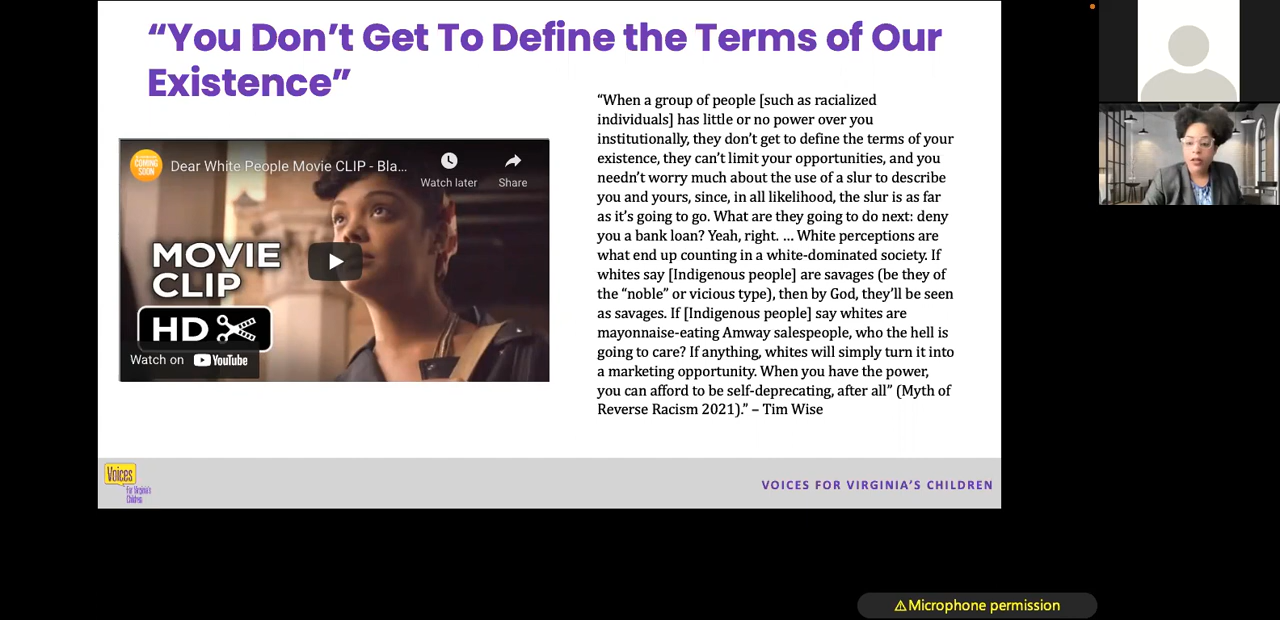 “You Don’t Get To Define the Terms of Our
Existence”
COMING
SOON
Dear White People Movie CLIP - Bla...
Watch later
Share
MOVIE
CLIP
HD
Watch on YouTube
“When a group of people [such as racialized
individuals] has little or no power over you
institutionally, they don’t get to define the terms of your
existence, they can’t limit your opportunities, and you
needn’t worry much about the use of a slur to describe
you and yours, since, in all likelihood, the slur is as far
as it’s going to go. What are they going to do next: deny
you a bank loan? Yeah, right. … White perceptions are
what end up counting in a white-dominated society. If
whites say [Indigenous people] are savages (be they of
the “noble” or vicious type), then by God, they’ll be seen
as savages. If [Indigenous people] say whites are
mayonnaise-eating Amway salespeople, who the hell is
going to care? If anything, whites will simply turn it into
a marketing opportunity. When you have the power,
you can afford to be self-deprecating, after all” (Myth of
Reverse Racism 2021).” – Tim Wise
Voices
for Virginia's
Children
VOICES FOR VIRGINIA’S CHILDREN
⚠Microphone permission